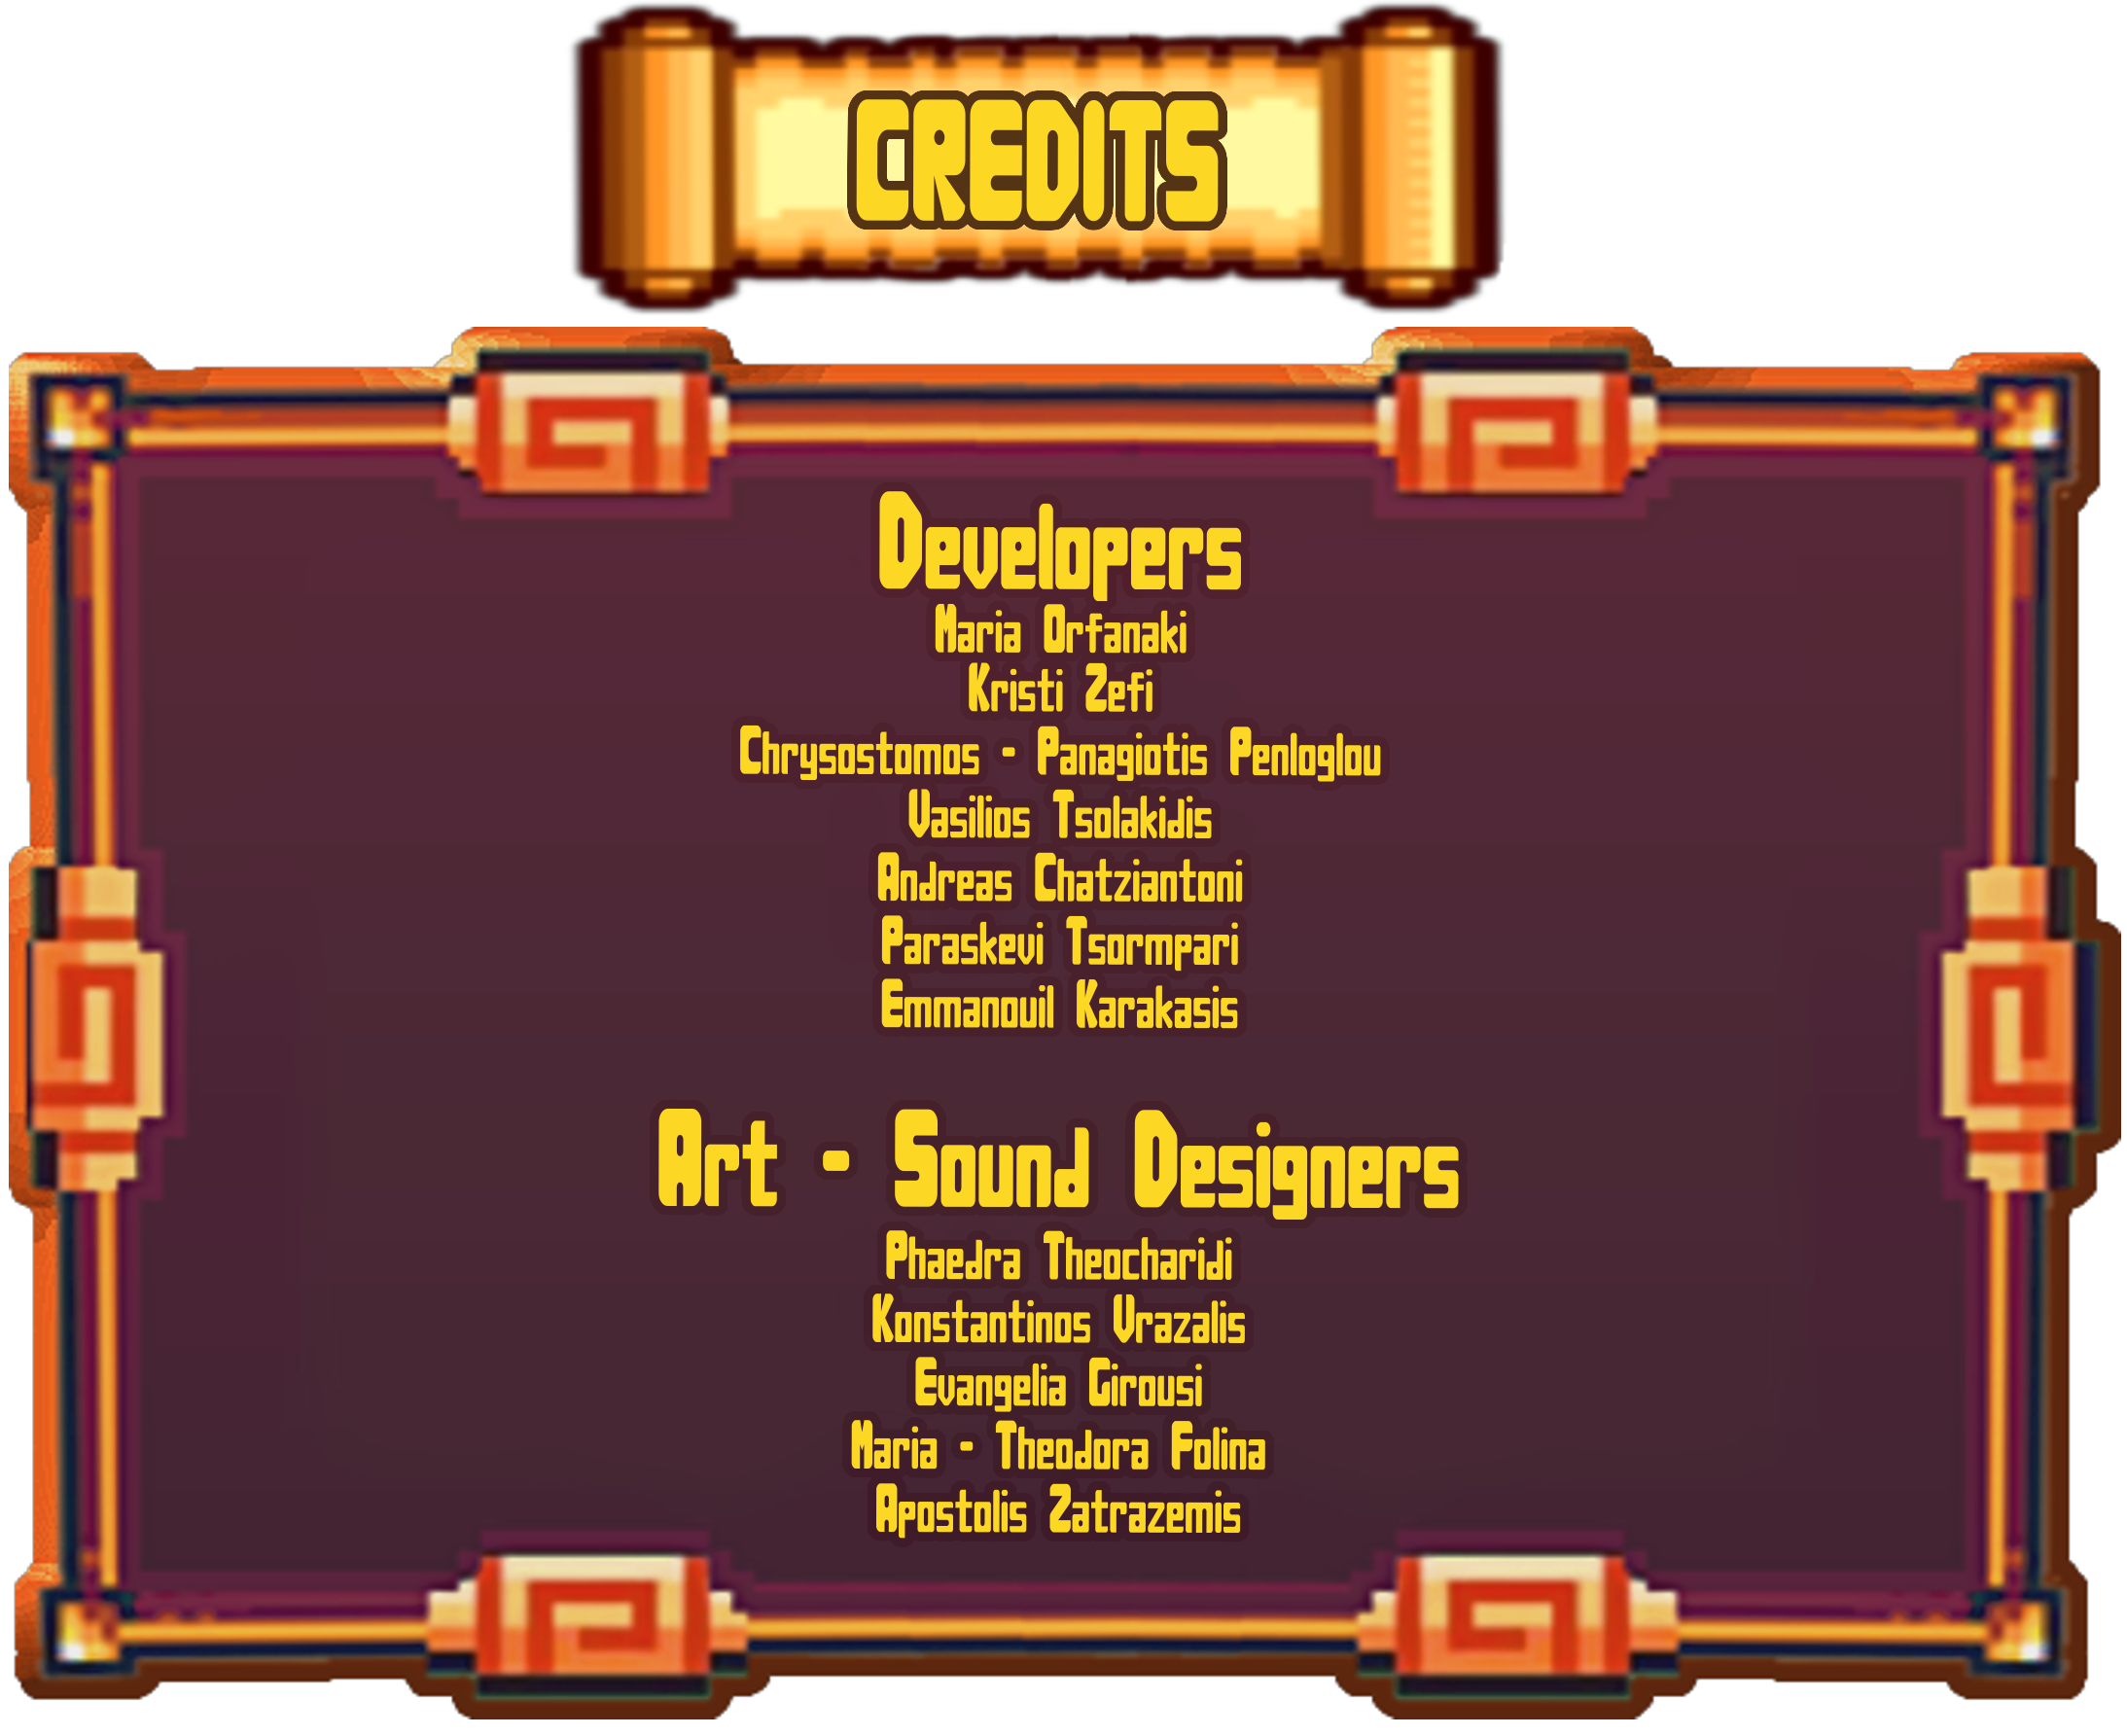 CREDITS
Developers
Maria Orfanaki
Kristi Zefi
Chrysostomos - Panagiotis Penloglou
Vasilios Tsolakidis
Andreas Chatziantoni
Paraskevi Tsormpari
Emmanouil Karakasis
Art - Sound Designers
Phaedra Theocharidi
Konstantinos Vrazalis
Evangelia Girousi
Maria - Theodora Folina
Apostolis Zatrazemis